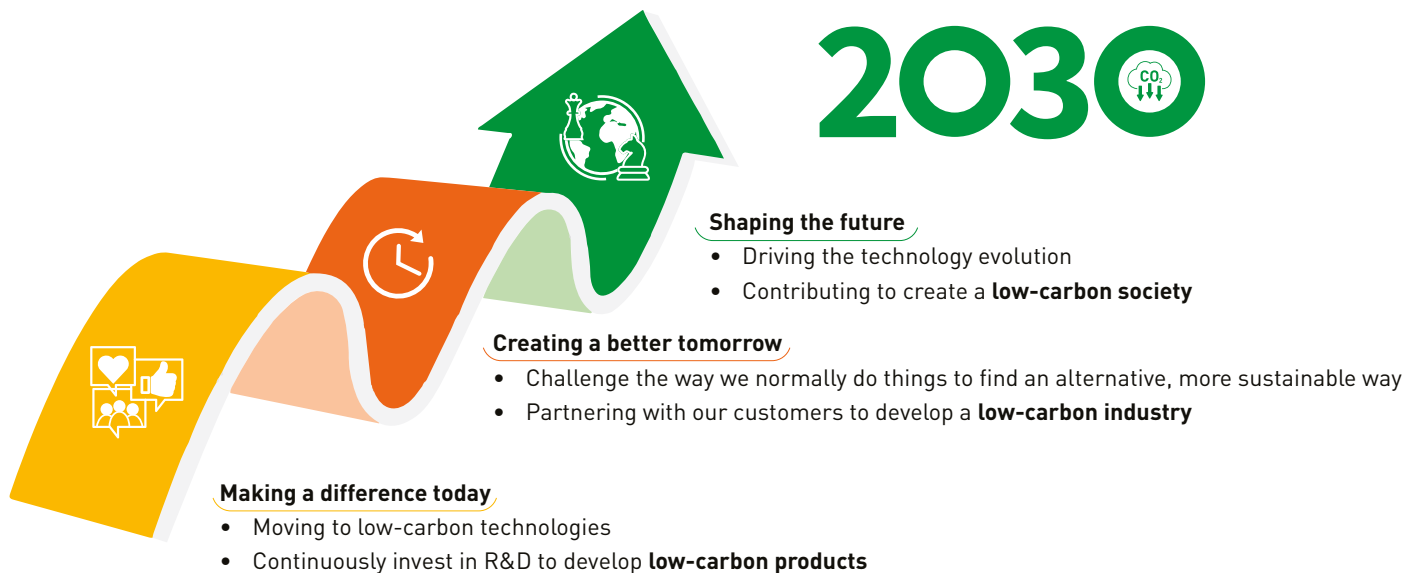 2030
CO₂
Shaping the future
• Driving the technology evolution
• Contributing to create a low-carbon society
Creating a better tomorrow
• Challenge the way we normally do things to find an alternative, more sustainable way
• Partnering with our customers to develop a low-carbon industry
Making a difference today
• Moving to low-carbon technologies
• Continuously invest in R&D to develop low-carbon products